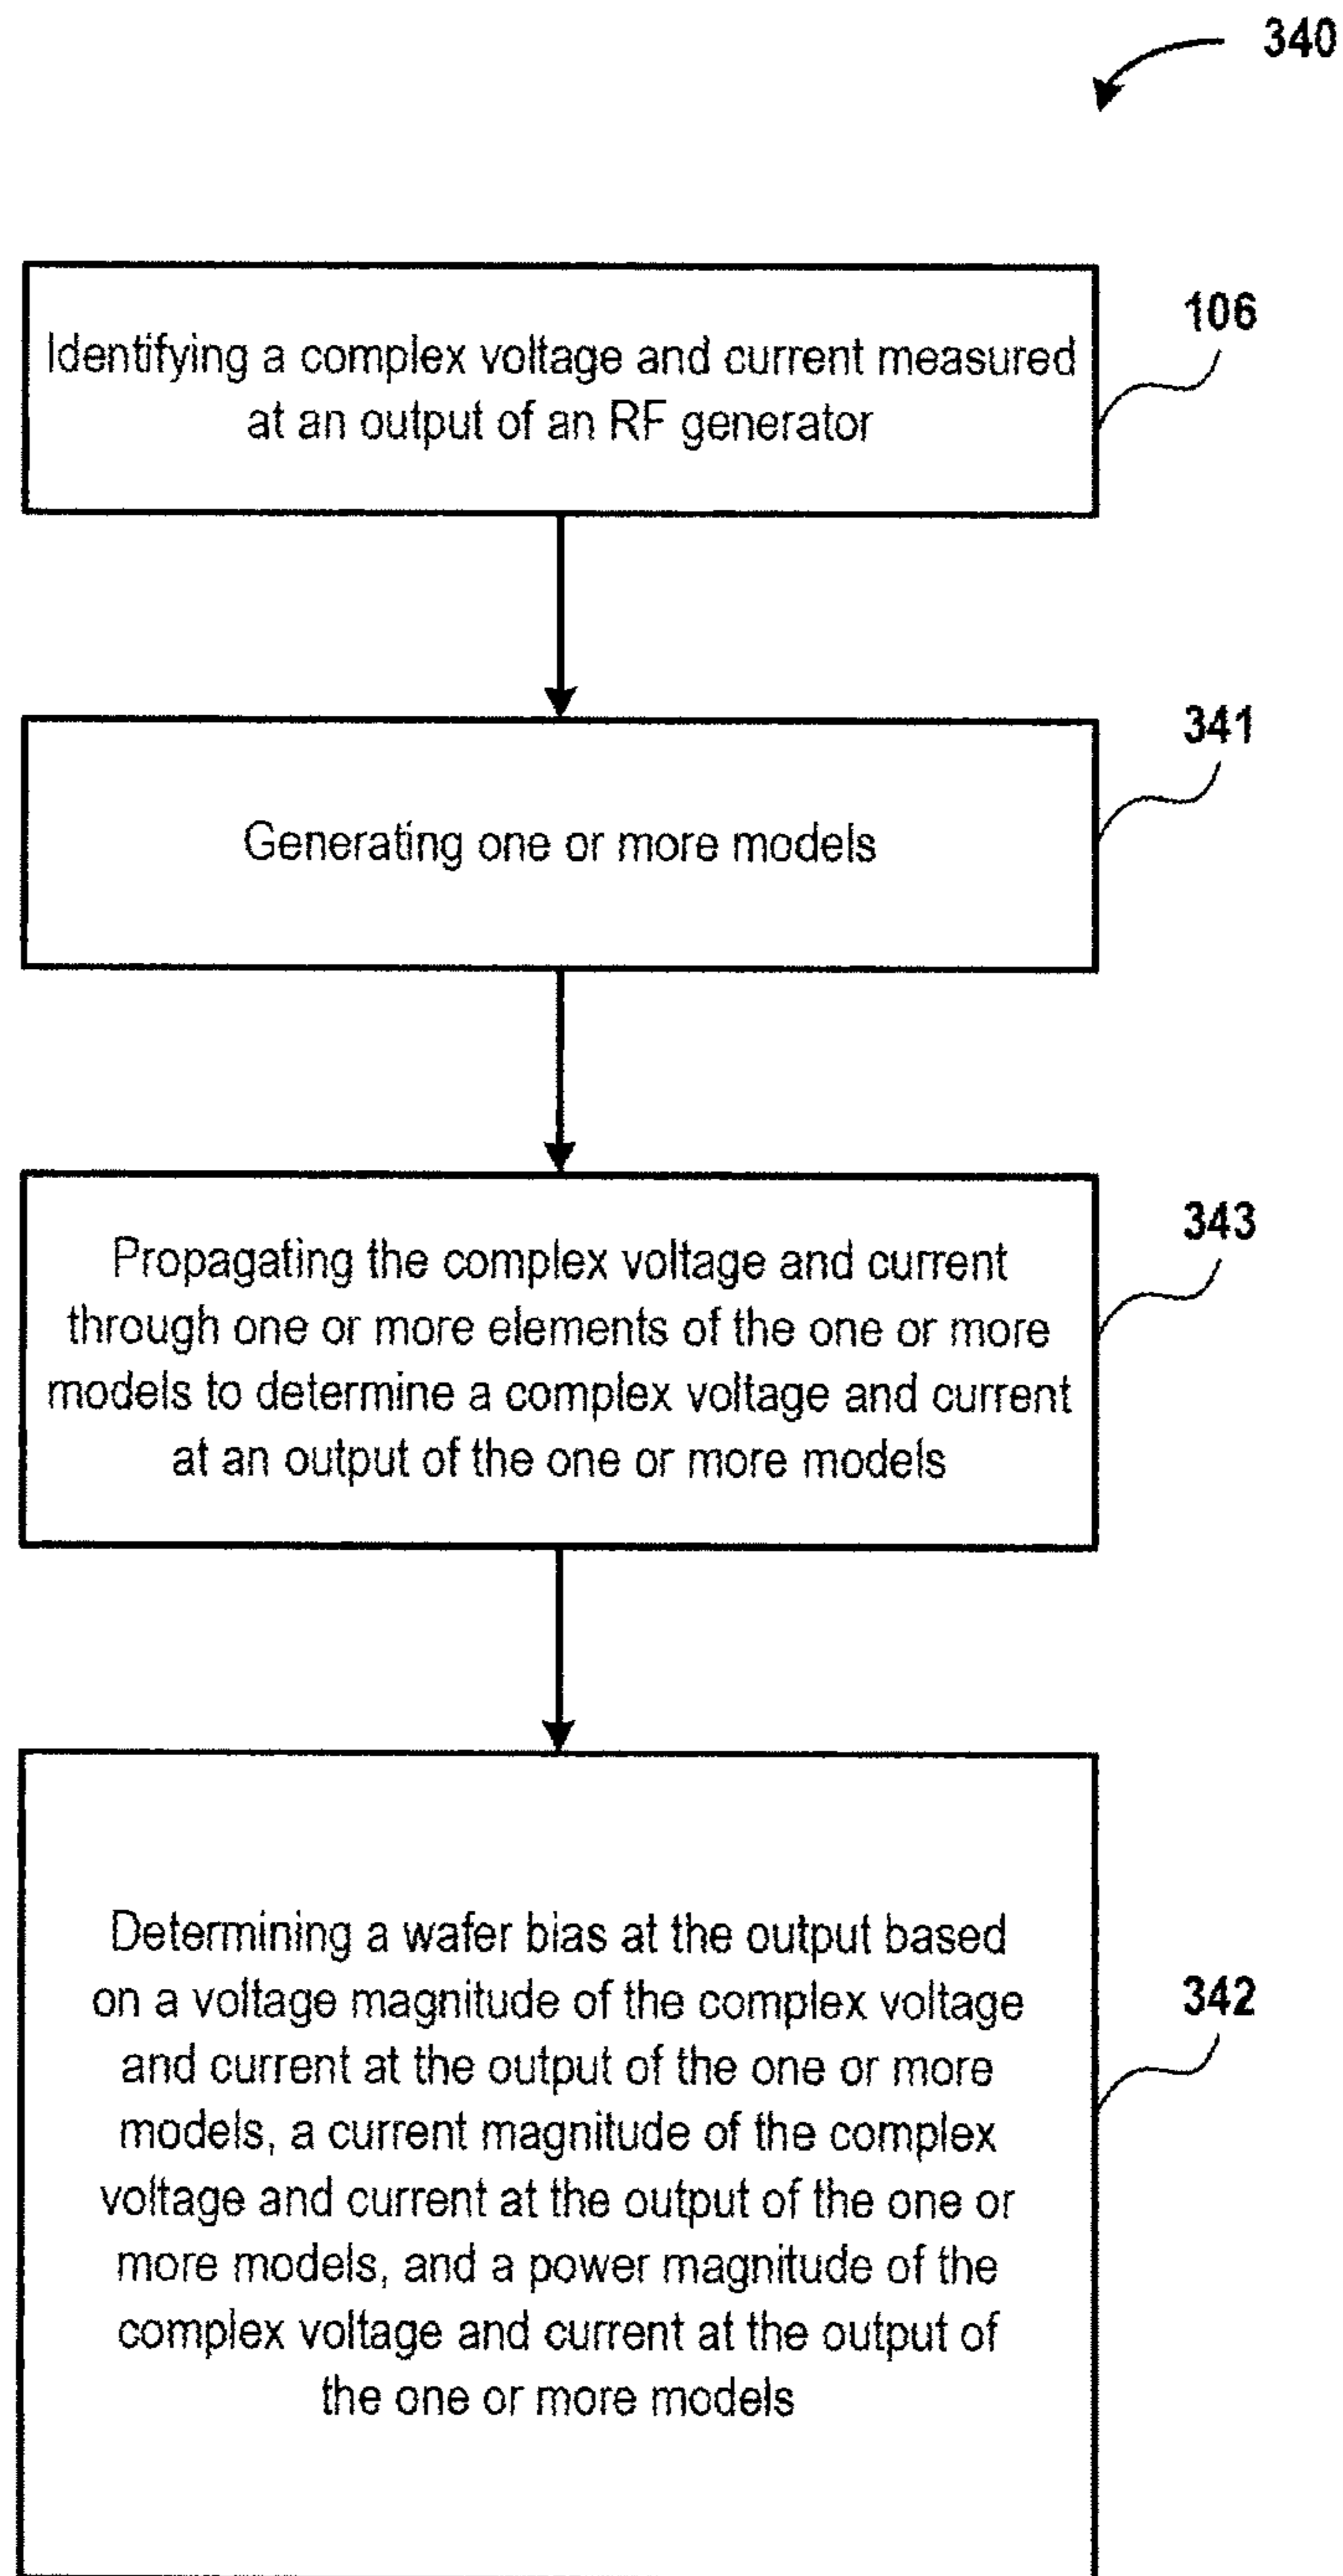 340
Identifying a complex voltage and current measured
at an output of an RF generator
106
Generating one or more models
341
Propagating the complex voltage and current
through one or more elements of the one or more
models to determine a complex voltage and current
at an output of the one or more models
343
Determining a wafer bias at the output based
on a voltage magnitude of the complex voltage
and current at the output of the one or more
models, a current magnitude of the complex
voltage and current at the output of the one or
more models, and a power magnitude of the
complex voltage and current at the output of
the one or more models
342